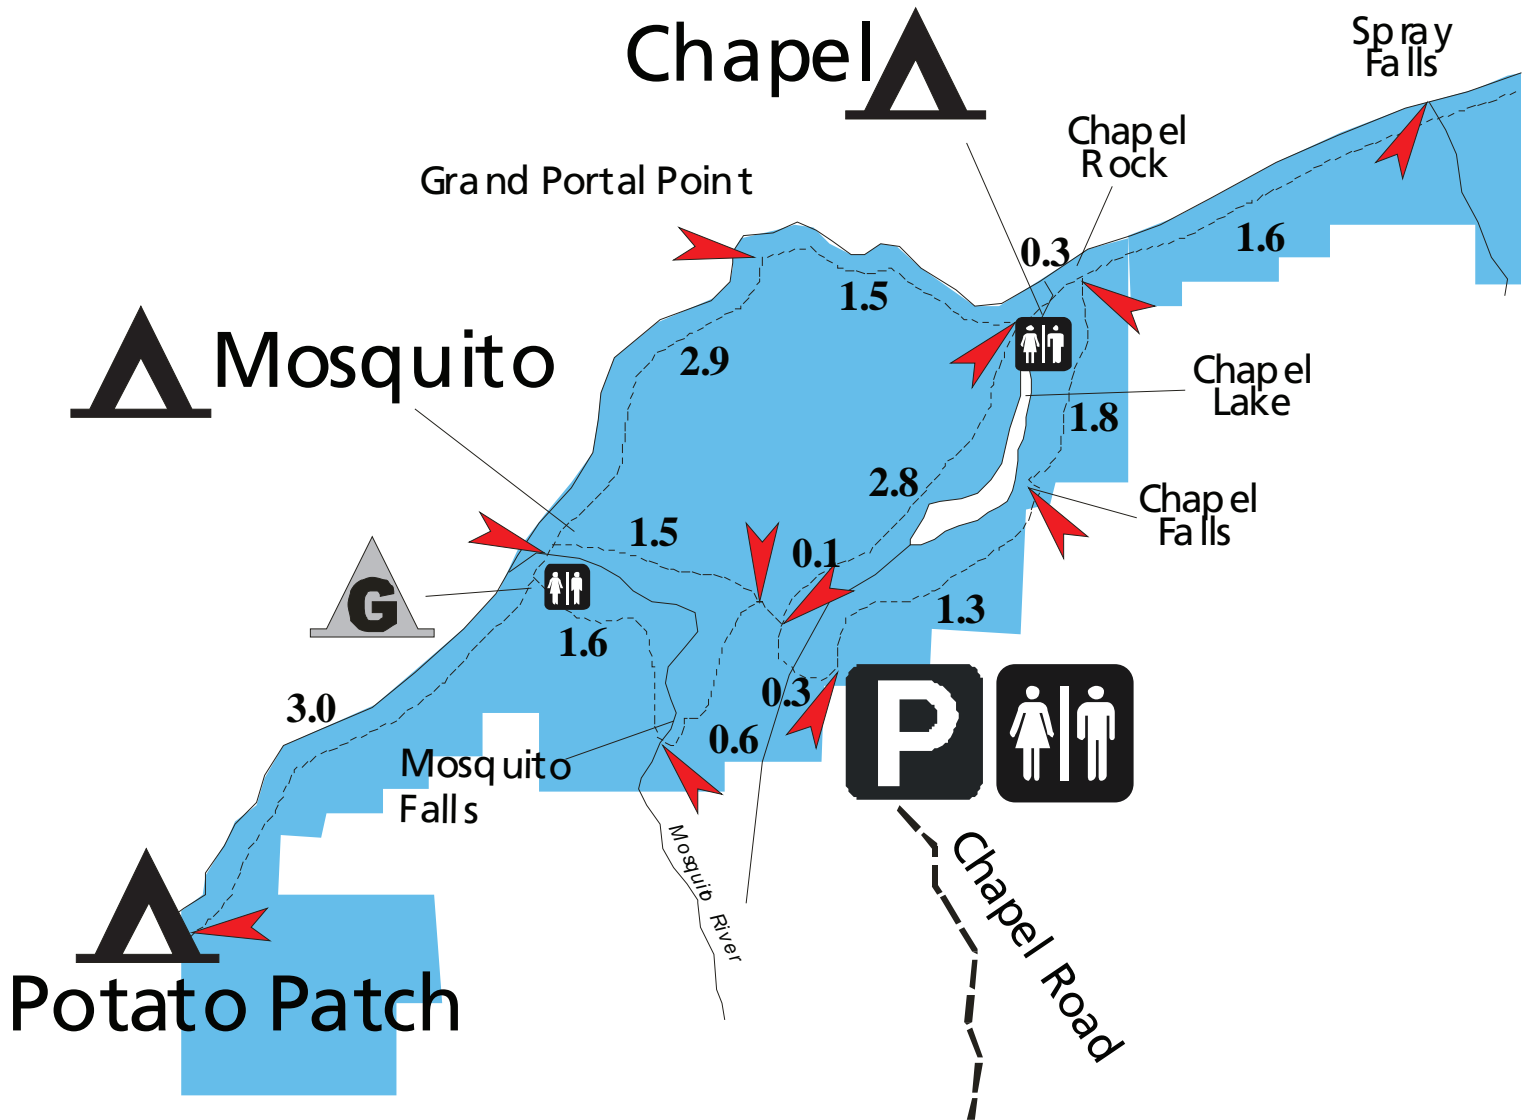 Chapel
Spray
Falls
Chapel
Rock
Grand Portal Point
1.6
0.3
1.5
Mosquito
2.9
Chapel
Lake
1.8
2.8
Chapel
Falls
1.5
0.1
G
1.3
1.6
0.3
3.0
0.6
P
Mosquito
Falls
Mosquito River
Chapel Road
Potato Patch